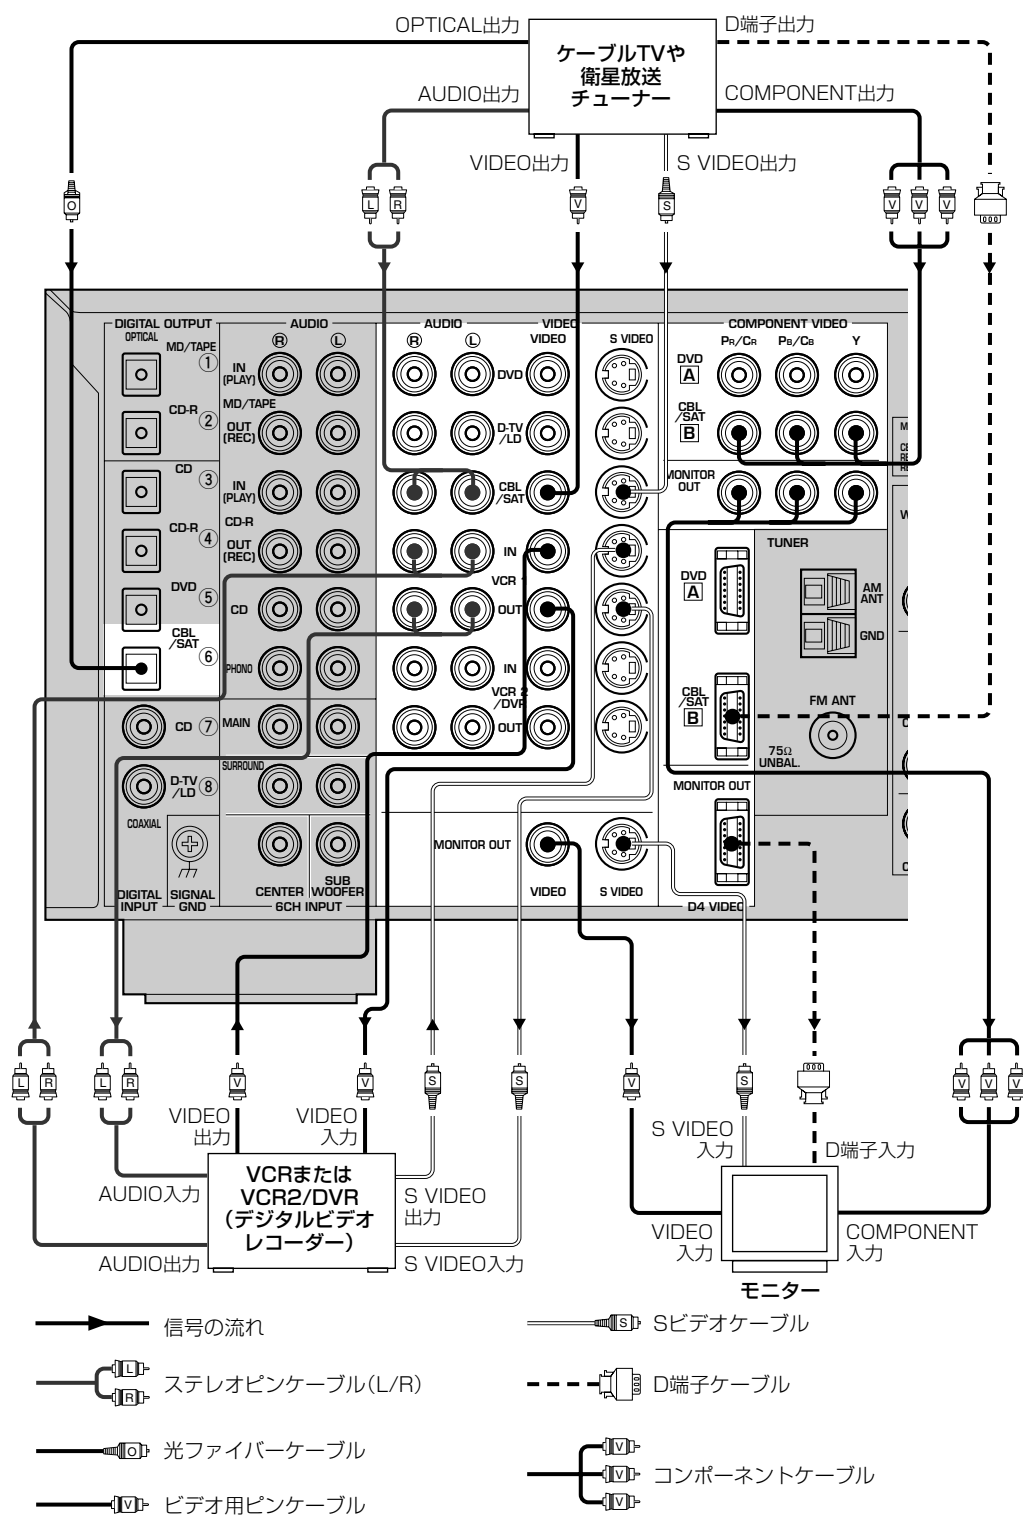 OPTICAL出力
D端子出力
ケーブルTVや
衛星放送
チューナー
AUDIO出力
COMPONENT出力
VIDEO出力
S VIDEO出力
O
L
R
V
S
V
V
V
DIGITAL OUTPUT
OPTICAL
MD/TAPE
①
CD-R
②
CD
③
CD-R
④
DVD
⑤
CBL
/SAT
⑥
CD
⑦
D-TV
/LD
⑧
COAXIAL
DIGITAL
INPUT
SIGNAL
GND
AUDIO
Ⓡ
Ⓛ
IN
(PLAY)
MD/TAPE
OUT
(REC)
IN
(PLAY)
CD-R
OUT
(REC)
CD
PHONO
MAIN
SURROUND
CENTER
SUB
WOOFER
6CH INPUT
AUDIO
Ⓡ
Ⓛ
VIDEO
VIDEO
S VIDEO
DVD
D-TV
/LD
CBL
/SAT
IN
VCR 1
OUT
IN
VCR 2
/DVR
OUT
MONITOR OUT
VIDEO
S VIDEO
COMPONENT VIDEO
PR/CR
PB/CB
Y
DVD
A
CBL
/SAT
B
MONITOR
OUT
DVD
A
CBL
/SAT
B
MONITOR OUT
D4 VIDEO
TUNER
AM
ANT
GND
FM ANT
75Ω
UNBAL.
L
R
L
R
V
V
S
S
V
S
V
V
V
VIDEO
出力
VIDEO
入力
S VIDEO
入力
D端子入力
VCRまたは
VCR2/DVR
(デジタルビデオ
レコーダー)
AUDIO入力
AUDIO出力
S VIDEO
出力
S VIDEO入力
VIDEO
入力
COMPONENT
入力
モニター
信号の流れ
S
Sビデオケーブル
L
R
ステレオピンケーブル(L/R)
D端子ケーブル
O
光ファイバーケーブル
V
V
V
コンポーネントケーブル
V
ビデオ用ピンケーブル